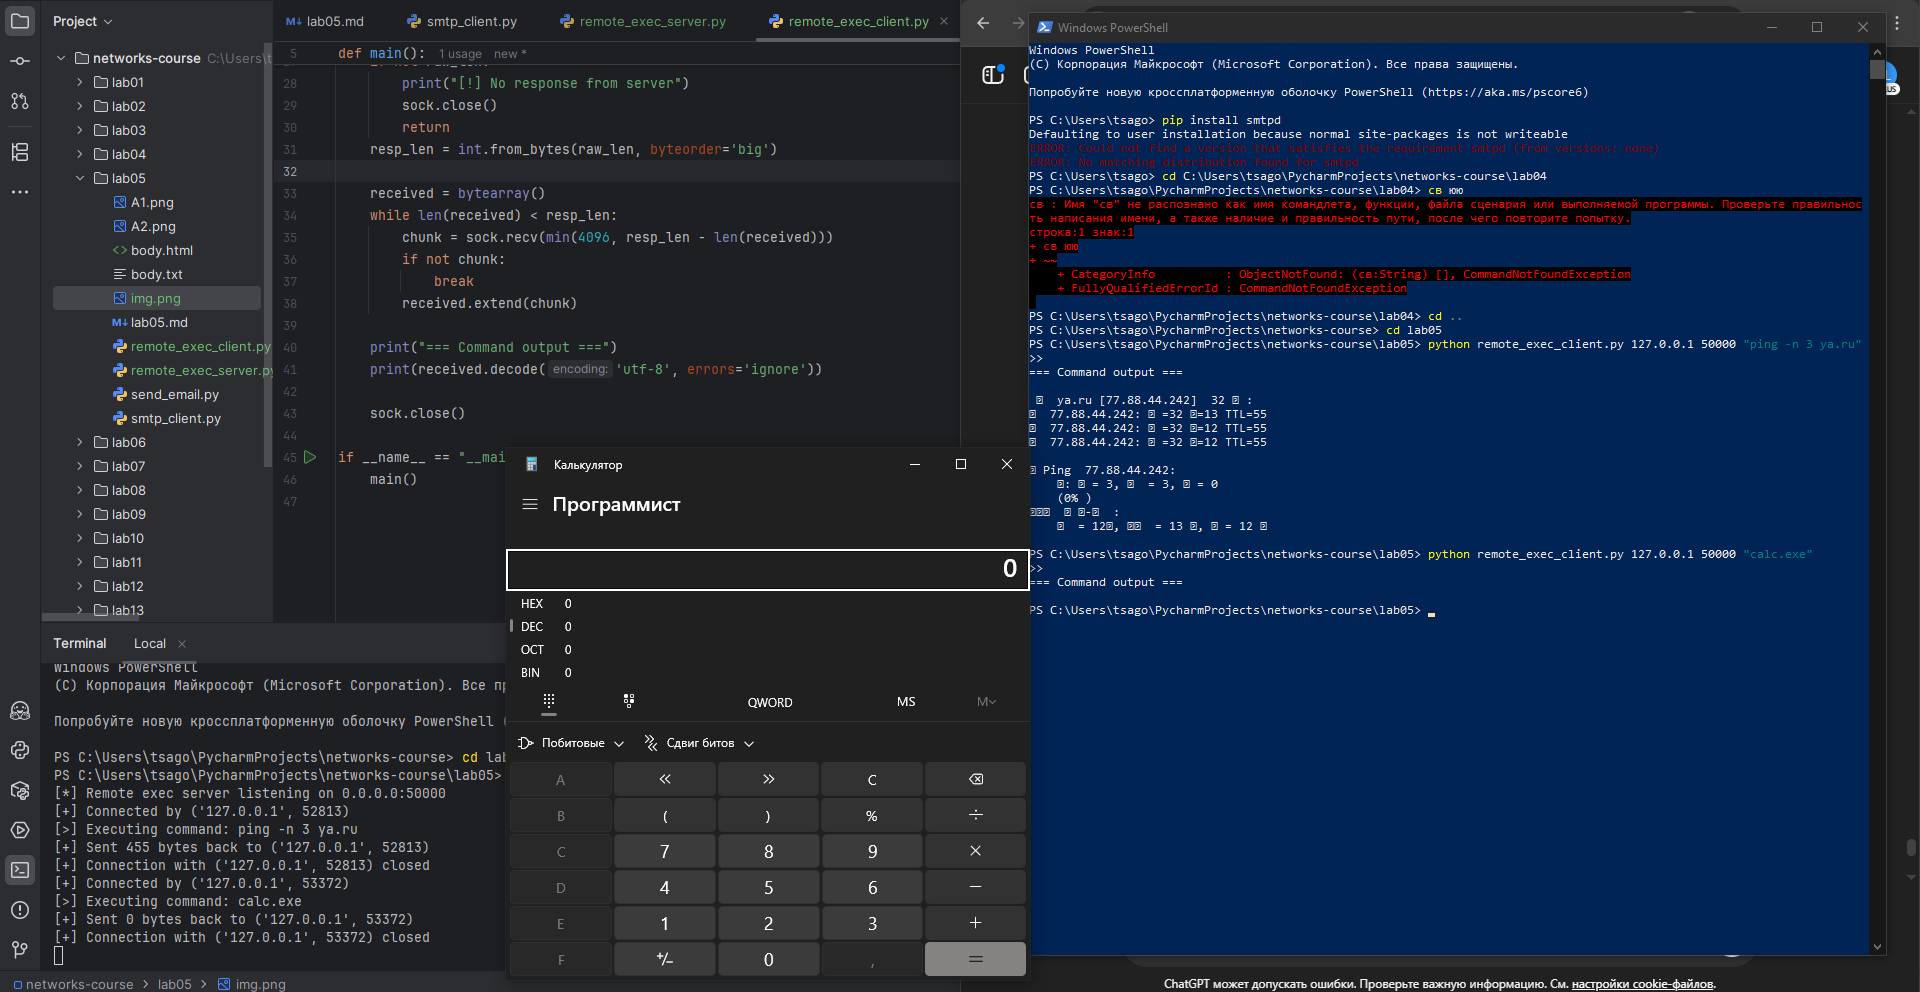 Project
networks-course C:\Users\t
lab01
lab02
lab03
lab04
lab05
A1.png
A2.png
body.html
body.txt
img.png
lab05.md
remote_exec_client.py
remote_exec_server.py
send_email.py
smtp_client.py
lab06
lab07
lab08
lab09
lab10
lab11
lab12
lab13
lab05.md
smtp_client.py
remote_exec_server.py
remote_exec_client.py
5 def main(): 1 usage new *
28 print("[!] No response from server")
29 sock.close()
30 return
31 resp_len = int.from_bytes(raw_len, byteorder='big')
32
33 received = bytearray()
34 while len(received) < resp_len:
35 chunk = sock.recv(min(4096, resp_len - len(received)))
36 if not chunk:
37 break
38 received.extend(chunk)
39
40 print("=== Command output ===")
41 print(received.decode( encoding: 'utf-8', errors='ignore'))
42
43 sock.close()
44
45 if __name__ == "__mai
46 main()
47
Terminal Local
Windows PowerShell
(C) Корпорация Майкрософт (Microsoft Corporation). Все пр
Попробуйте новую кроссплатформенную оболочку PowerShell (
PS C:\Users\tsago\PycharmProjects\networks-course> cd lab
PS C:\Users\tsago\PycharmProjects\networks-course\lab05>
[*] Remote exec server listening on 0.0.0.0:50000
[+] Connected by ('127.0.0.1', 52813)
[>] Executing command: ping -n 3 ya.ru
[+] Sent 455 bytes back to ('127.0.0.1', 52813)
[+] Connection with ('127.0.0.1', 52813) closed
[+] Connected by ('127.0.0.1', 53372)
[>] Executing command: calc.exe
[+] Sent 0 bytes back to ('127.0.0.1', 53372)
[+] Connection with ('127.0.0.1', 53372) closed
networks-course > lab05 > img.png
Калькулятор
Программист
0
HEX 0
DEC 0
OCT 0
BIN 0
QWORD MS M
Побитовые Сдвиг битов
A « » C
B ( ) % ÷
C 7 8 9 ×
D 4 5 6 −
E 1 2 3 +
F +/− 0 , =
Windows PowerShell
Windows PowerShell
(C) Корпорация Майкрософт (Microsoft Corporation). Все права защищены.
Попробуйте новую кроссплатформенную оболочку PowerShell (https://aka.ms/pscore6)
PS C:\Users\tsago> pip install smtpd
Defaulting to user installation because normal site-packages is not writeable
ERROR: Could not find a version that satisfies the requirement smtpd (from versions: none)
ERROR: No matching distribution found for smtpd
PS C:\Users\tsago> cd C:\Users\tsago\PycharmProjects\networks-course\lab04
PS C:\Users\tsago\PycharmProjects\networks-course\lab04> св юю
св : Имя "св" не распознано как имя командлета, функции, файла сценария или выполняемой программы. Проверьте правильнос
ть написания имени, а также наличие и правильность пути, после чего повторите попытку.
строка:1 знак:1
+ св юю
+ ~~
+ CategoryInfo : ObjectNotFound: (св:String) [], CommandNotFoundException
+ FullyQualifiedErrorId : CommandNotFoundException
PS C:\Users\tsago\PycharmProjects\networks-course\lab04> cd ..
PS C:\Users\tsago\PycharmProjects\networks-course> cd lab05
PS C:\Users\tsago\PycharmProjects\networks-course\lab05> python remote_exec_client.py 127.0.0.1 50000 "ping -n 3 ya.ru"
>>
=== Command output ===
ya.ru [77.88.44.242] 32 :
77.88.44.242: =32 =13 TTL=55
77.88.44.242: =32 =12 TTL=55
77.88.44.242: =32 =12 TTL=55
Ping 77.88.44.242:
: = 3, = 3, = 0
(0% )
- :
= 12, = 13 , = 12
PS C:\Users\tsago\PycharmProjects\networks-course\lab05> python remote_exec_client.py 127.0.0.1 50000 "calc.exe"
>>
=== Command output ===
PS C:\Users\tsago\PycharmProjects\networks-course\lab05>
ChatGPT может допускать ошибки. Проверьте важную информацию. См. настройки cookie-файлов.